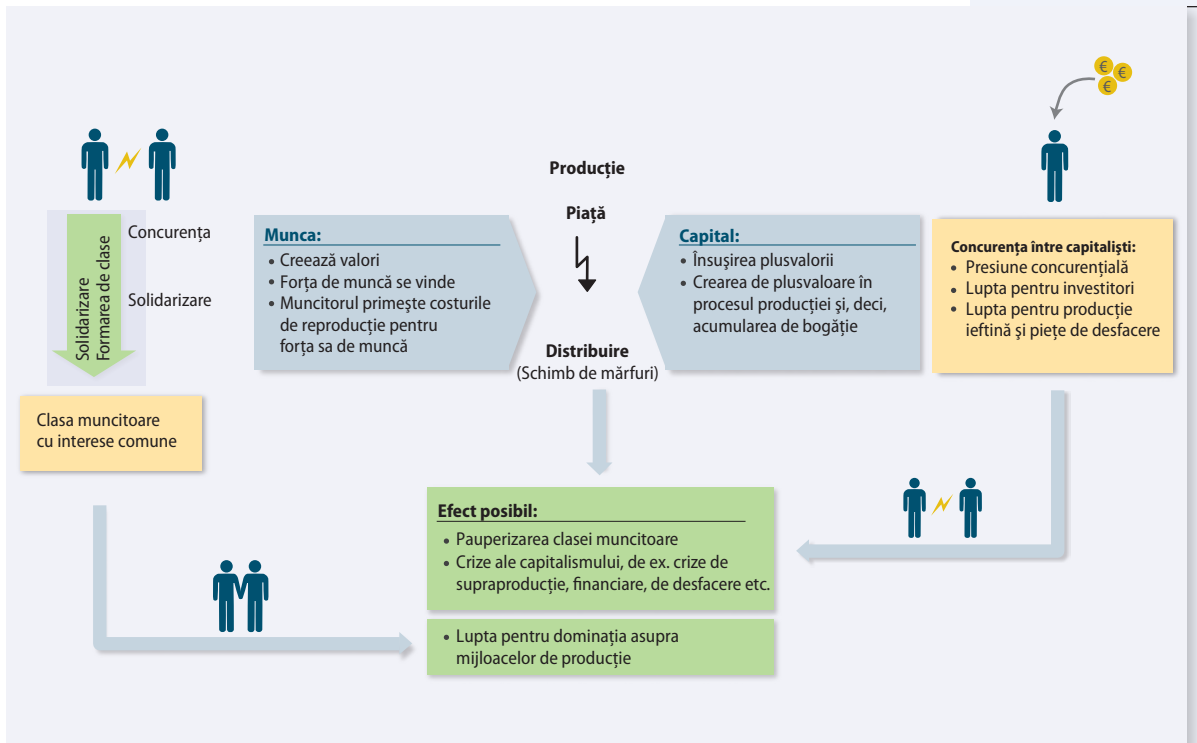 €
€
€
Producție
Piață
Concurența
Solidarizare
Solidarizare
Formarea de clase
Munca:
• Creează valori
• Forța de muncă se vinde
• Muncitorul primește costurile
de reproducție pentru
forța sa de muncă
Capital:
• Însușirea plusvalorii
• Crearea de plusvaloare în
procesul producției și, deci,
acumularea de bogăție
Concurența între capitaliști:
• Presiune concurențială
• Lupta pentru investitori
• Lupta pentru producție
ieftină și piețe de desfacere
Distribuire
(Schimb de mărfuri)
Clasa muncitoare
cu interese comune
Efect posibil:
• Pauperizarea clasei muncitoare
• Crize ale capitalismului, de ex. crize de
supraproducție, financiare, de desfacere etc.
• Lupta pentru dominația asupra
mijloacelor de producție